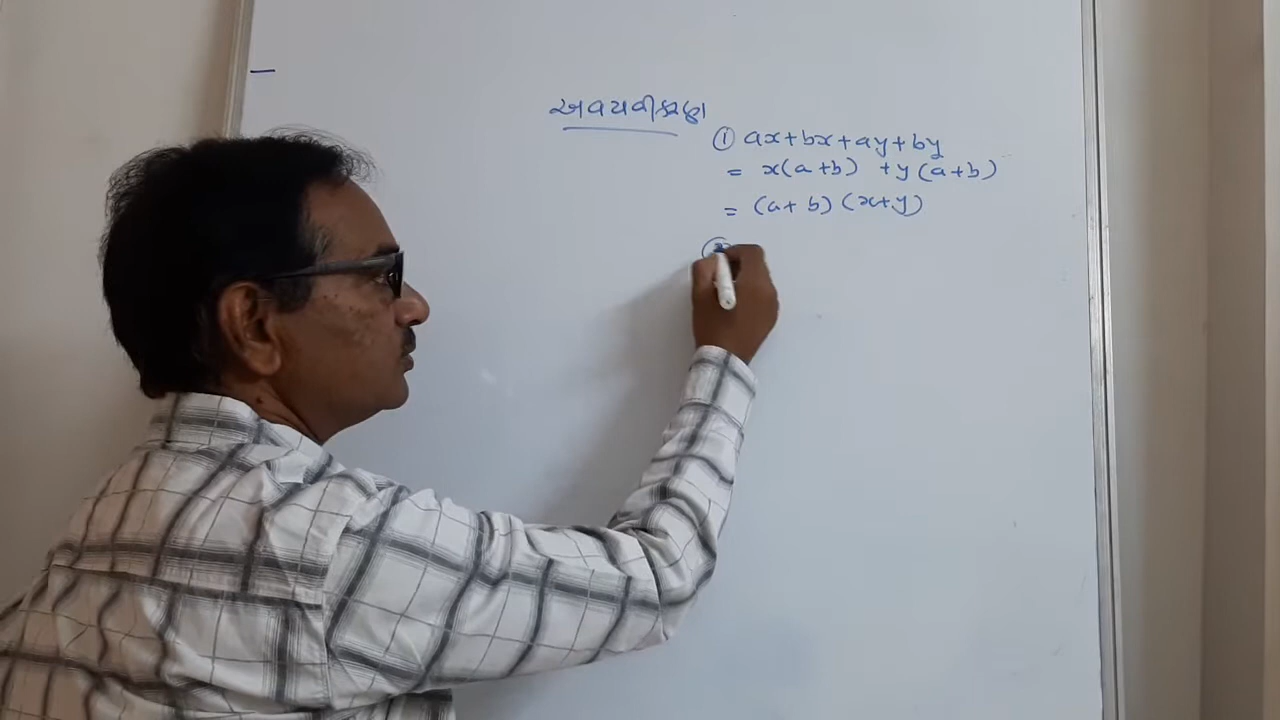 અવયવીકરણ
① ax+bx+ay+by
= x(a+b) +y(a+b)
= (a+b)(x+y)